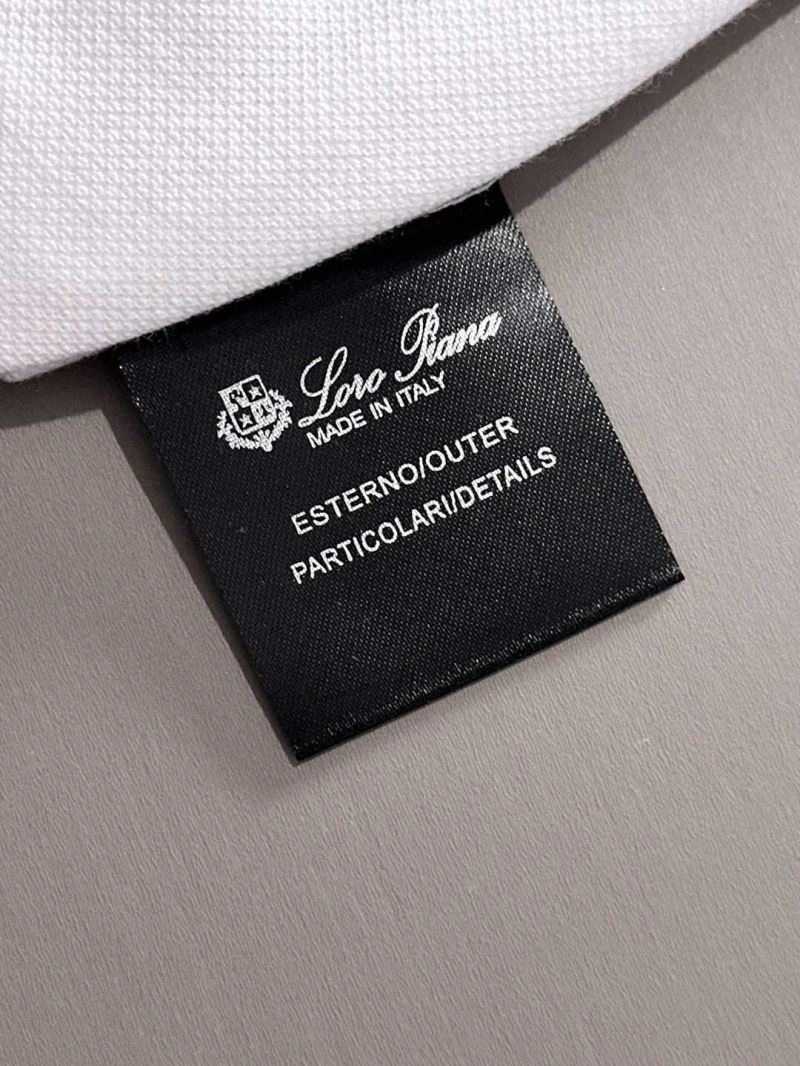 Loro Piana
MADE IN ITALY
ESTERNO/OUTER
PARTICOLARI/DETAILS